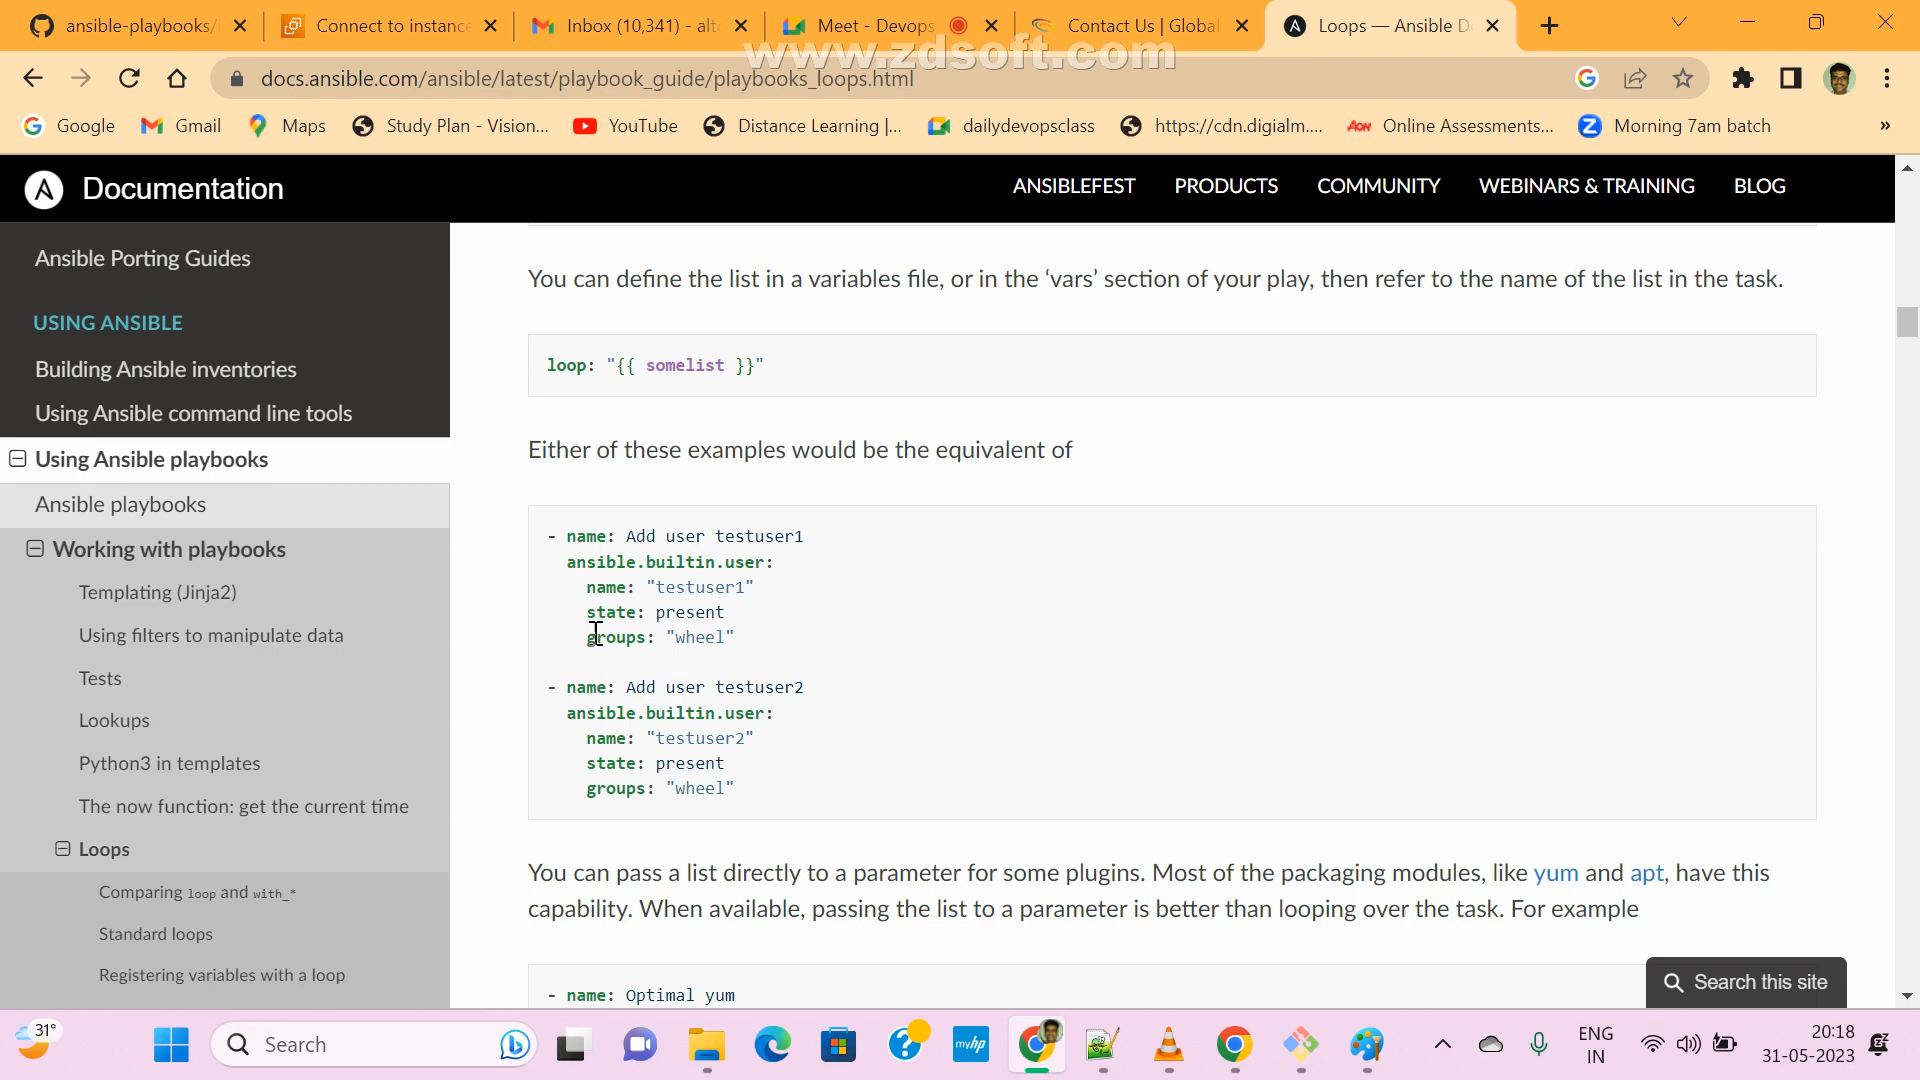 ansible-playbooks/i
Connect to instance
Inbox (10,341) - alt
Meet - Devops
Contact Us | Global
Loops — Ansible D
www.zdsoft.com
docs.ansible.com/ansible/latest/playbook_guide/playbooks_loops.html
Google
Gmail
Maps
Study Plan - Vision...
YouTube
Distance Learning |...
dailydevopsclass
https://cdn.digialm....
Aon
Online Assessments...
Z
Morning 7am batch
»
Documentation
ANSIBLEFEST
PRODUCTS
COMMUNITY
WEBINARS & TRAINING
BLOG
Ansible Porting Guides
USING ANSIBLE
Building Ansible inventories
Using Ansible command line tools
Using Ansible playbooks
Ansible playbooks
Working with playbooks
Templating (Jinja2)
Using filters to manipulate data
Tests
Lookups
Python3 in templates
The now function: get the current time
Loops
Comparing loop and with_*
Standard loops
Registering variables with a loop
You can define the list in a variables file, or in the ‘vars’ section of your play, then refer to the name of the list in the task.
loop: "{{ somelist }}"
Either of these examples would be the equivalent of
- name: Add user testuser1
ansible.builtin.user:
name: "testuser1"
state: present
groups: "wheel"
- name: Add user testuser2
ansible.builtin.user:
name: "testuser2"
state: present
groups: "wheel"
You can pass a list directly to a parameter for some plugins. Most of the packaging modules, like yum and apt, have this
capability. When available, passing the list to a parameter is better than looping over the task. For example
- name: Optimal yum
Search this site
31°
Search
myhp
ENG
IN
20:18
31-05-2023